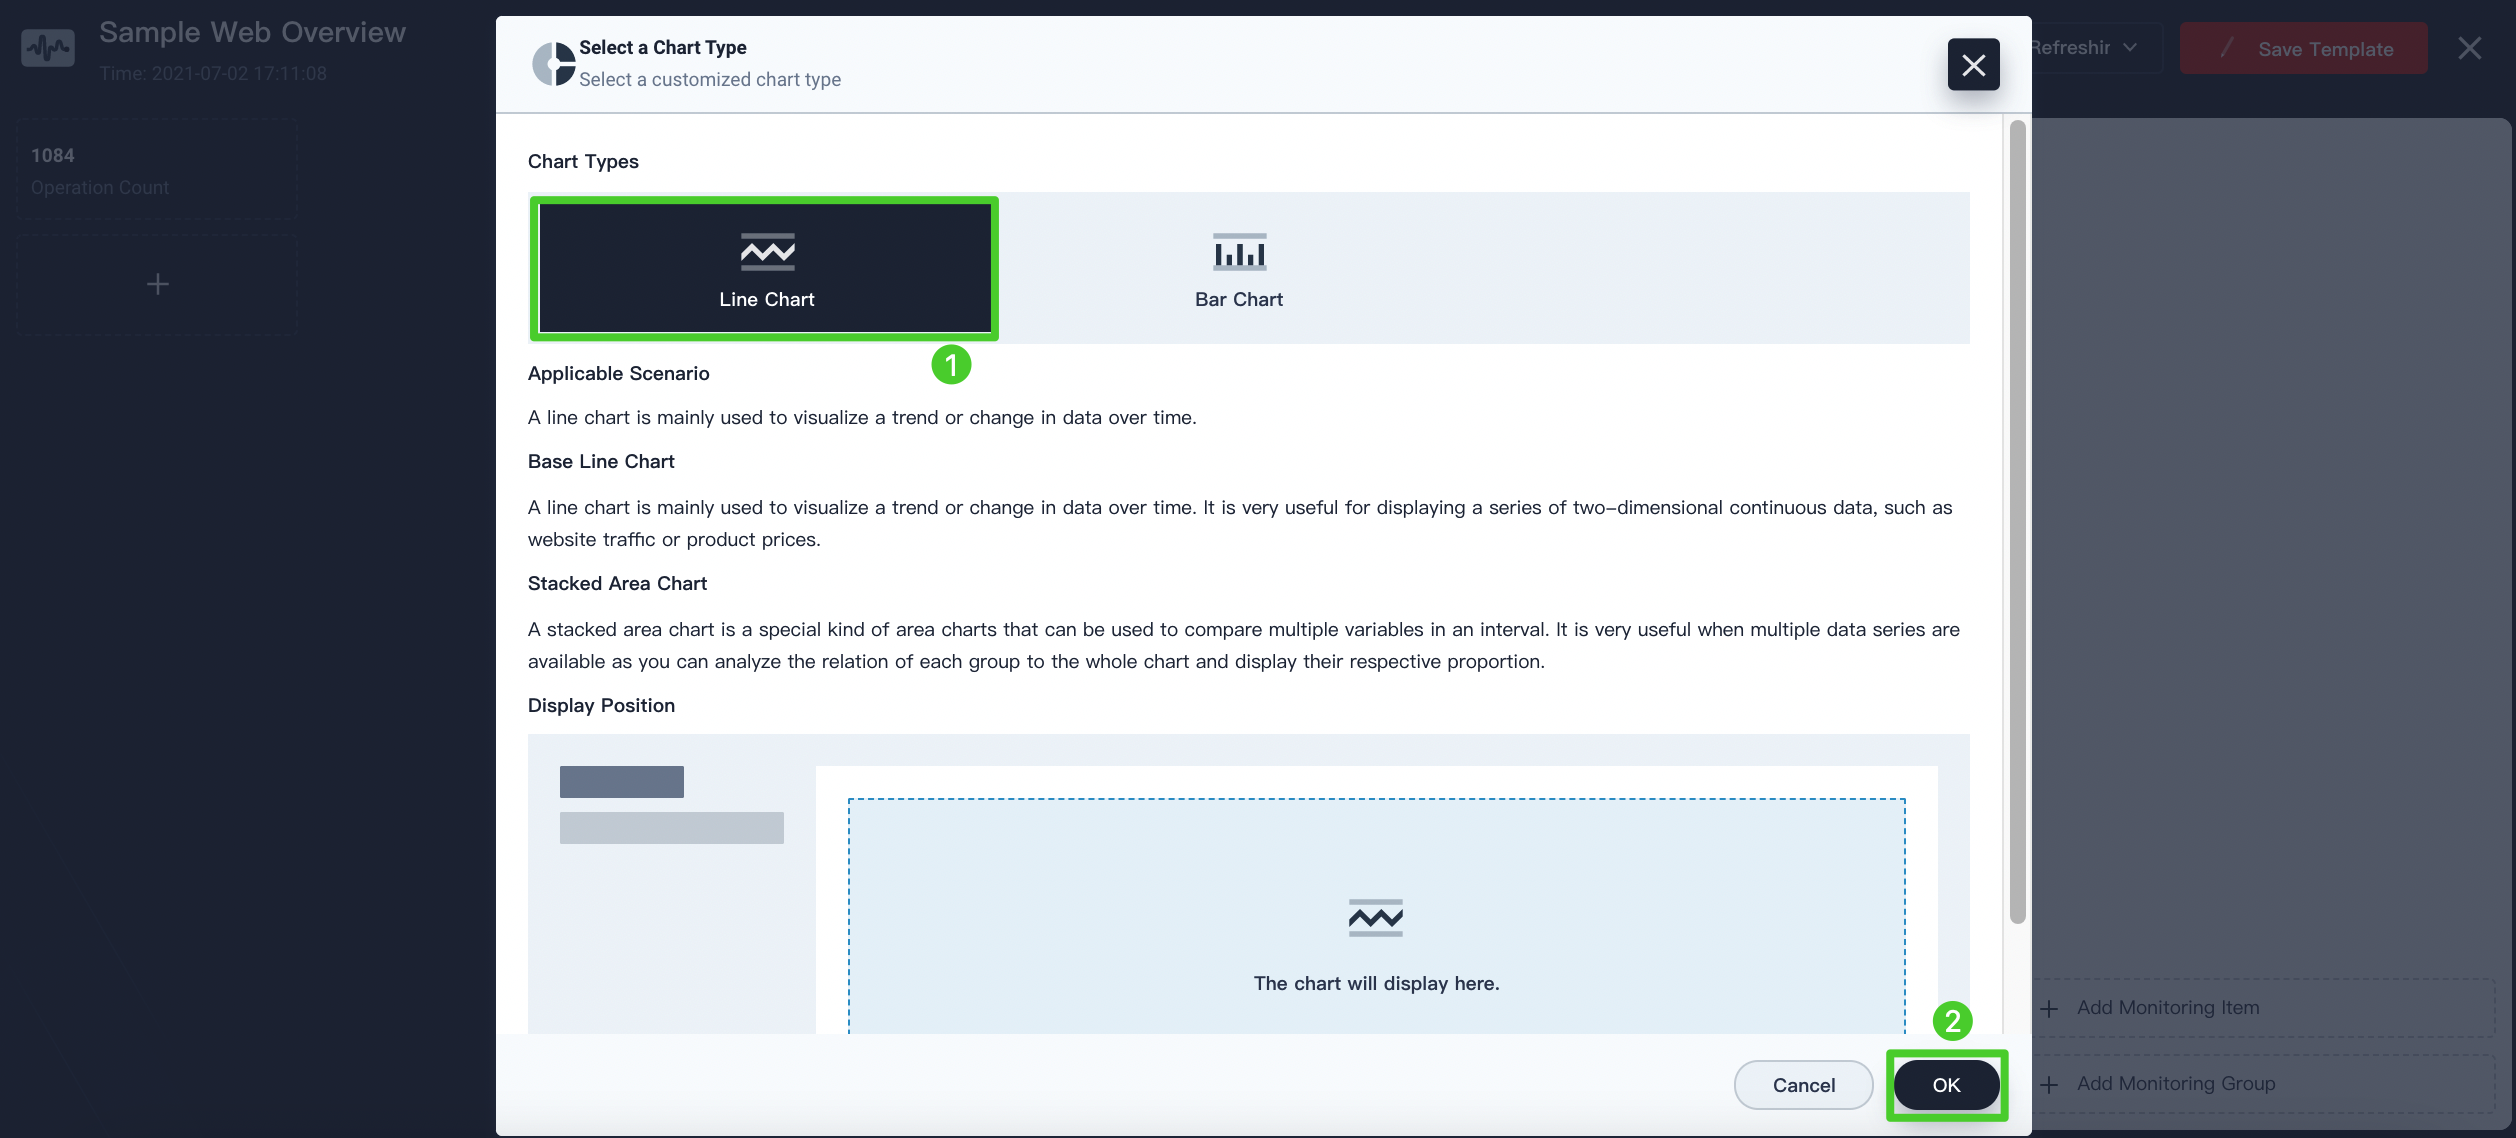 Sample Web Overview
Time: 2021-07-02 17:11:08
1084
Operation Count
Select a Chart Type
Select a customized chart type
Refreshir
Save Template
Chart Types
Line Chart
Bar Chart
1
Applicable Scenario
A line chart is mainly used to visualize a trend or change in data over time.
Base Line Chart
A line chart is mainly used to visualize a trend or change in data over time. It is very useful for displaying a series of two-dimensional continuous data, such as
website traffic or product prices.
Stacked Area Chart
A stacked area chart is a special kind of area charts that can be used to compare multiple variables in an interval. It is very useful when multiple data series are
available as you can analyze the relation of each group to the whole chart and display their respective proportion.
Display Position
The chart will display here.
Add Monitoring Item
2
Cancel
OK
Add Monitoring Group